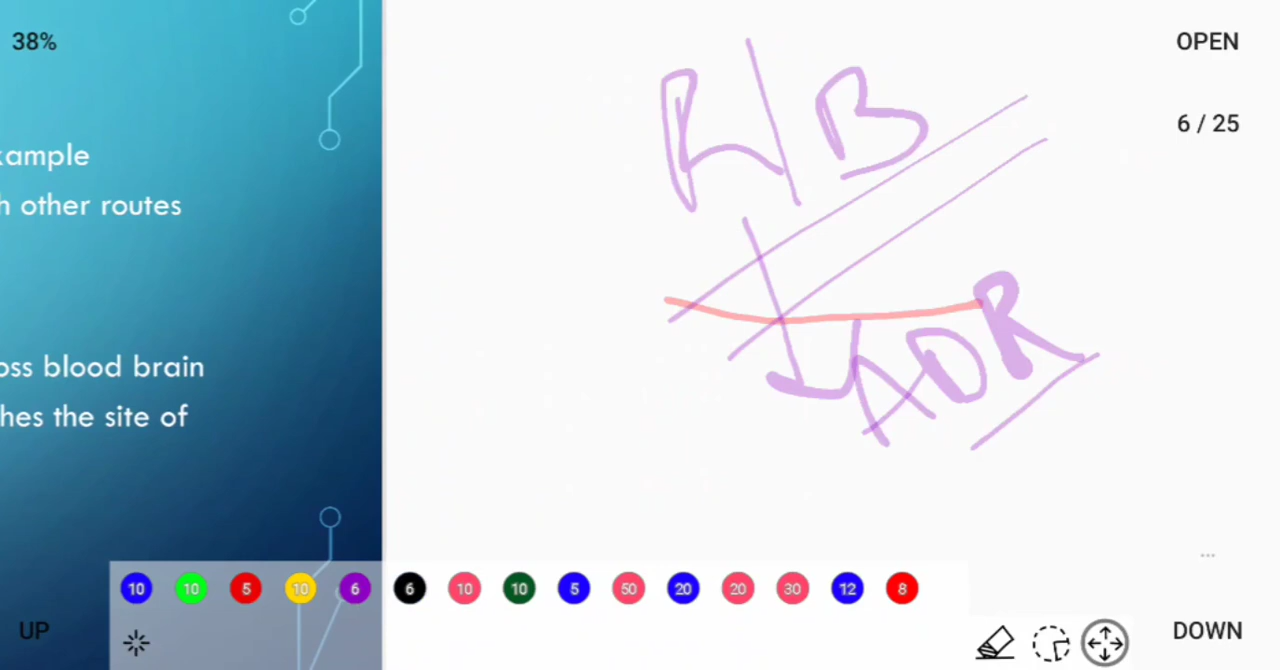 38%
OPEN
6 / 25
R/B
xample
h other routes
ADR
oss blood brain
hes the site of
10 10 5 10 6 6 10 10 5 50 20 20 30 12 8
UP
DOWN